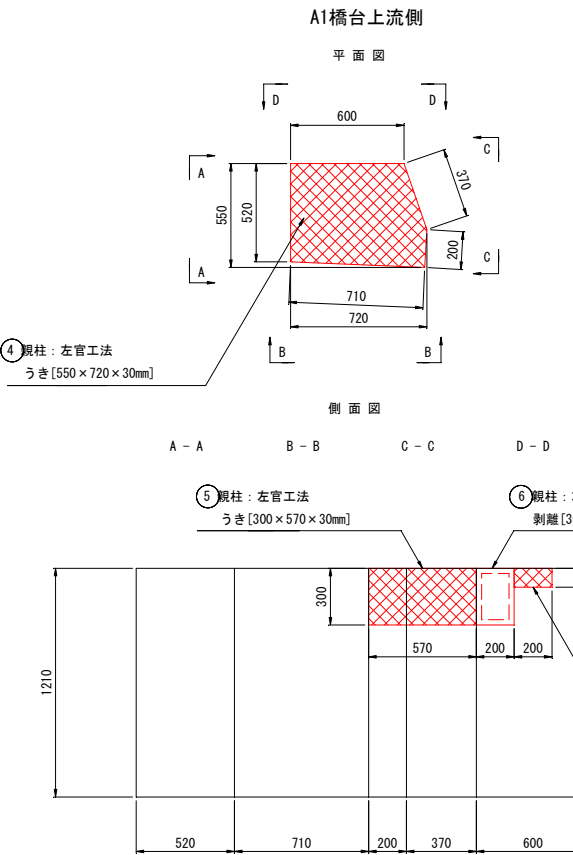 A1橋台上流側
平 面 図
D D
600
C
A
370
550
520
200
C
A
710
720
④親柱：左官工法
うき[550×720×30mm]
B B
側 面 図
A － A B － B C － C D － D
⑤親柱：左官工法
うき[300×570×30mm]
⑥親柱：
剥離[3
300
570 200 200
1210
520 710 200 370 600